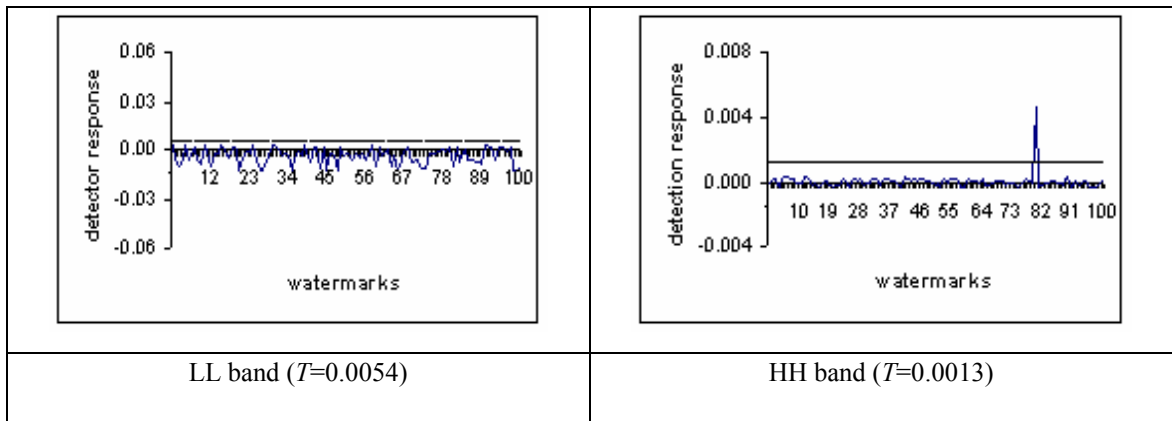 0.06
0.03
0.00
-0.03
-0.06
detector response
12 23 34 45 56 67 78 89 100
watermarks
0.008
0.004
0.000
-0.004
detection response
10 19 28 37 46 55 64 73 82 91 100
watermarks
LL band (T=0.0054)
HH band (T=0.0013)